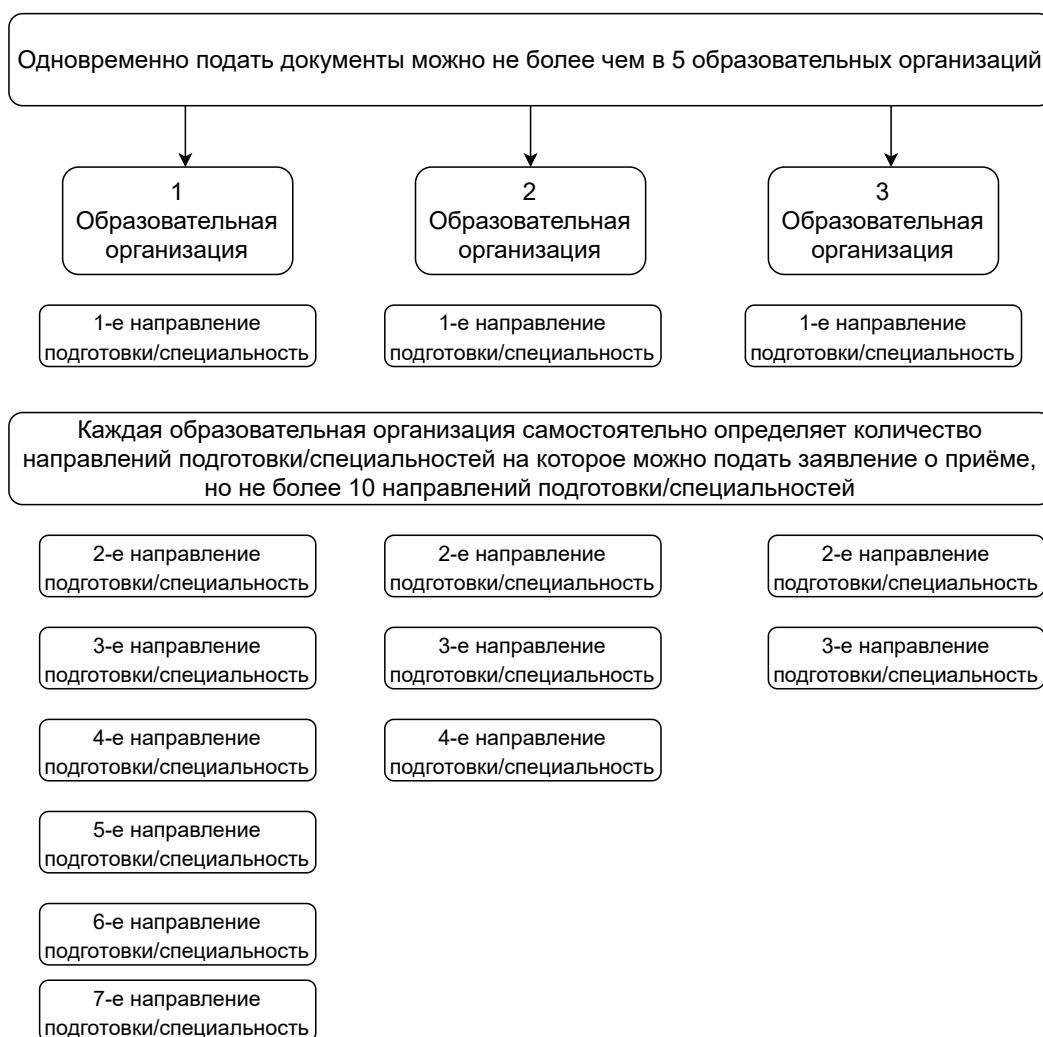 Одновременно подать документы можно не более чем в 5 образовательных организаций
1
Образовательная
организация
2
Образовательная
организация
3
Образовательная
организация
1-е направление
подготовки/специальность
1-е направление
подготовки/специальность
1-е направление
подготовки/специальность
Каждая образовательная организация самостоятельно определяет количество
направлений подготовки/специальностей на которое можно подать заявление о приёме,
но не более 10 направлений подготовки/специальностей
2-е направление
подготовки/специальность
2-е направление
подготовки/специальность
2-е направление
подготовки/специальность
3-е направление
подготовки/специальность
3-е направление
подготовки/специальность
3-е направление
подготовки/специальность
4-е направление
подготовки/специальность
4-е направление
подготовки/специальность
5-е направление
подготовки/специальность
6-е направление
подготовки/специальность
7-е направление
подготовки/специальность